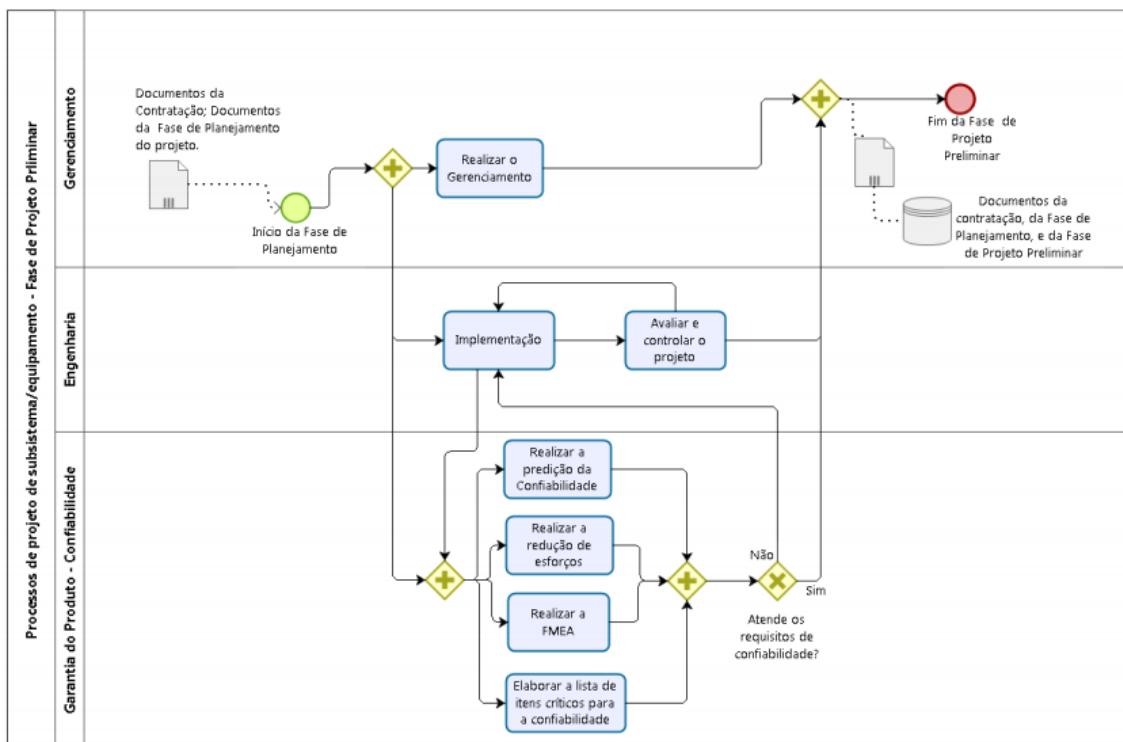 Processos de projeto de subsistema/equipamento - Fase de Projeto Prliminar
Gerenciamento
Documentos da
Contratação; Documentos
da Fase de Planejamento
do projeto.
Início da Fase de
Planejamento
Realizar o
Gerenciamento
Fim da Fase de
Projeto
Preliminar
Documentos da
contratação, da Fase de
Planejamento, e da Fase
de Projeto Preliminar
Engenharia
Implementação
Avaliar e
controlar o
projeto
Garantia do Produto - Confiabilidade
Realizar a
predição da
Confiabilidade
Realizar a
redução de
esforços
Realizar a
FMEA
Elaborar a lista de
itens críticos para
a confiabilidade
Não
Sim
Atende os
requisitos de
confiabilidade?